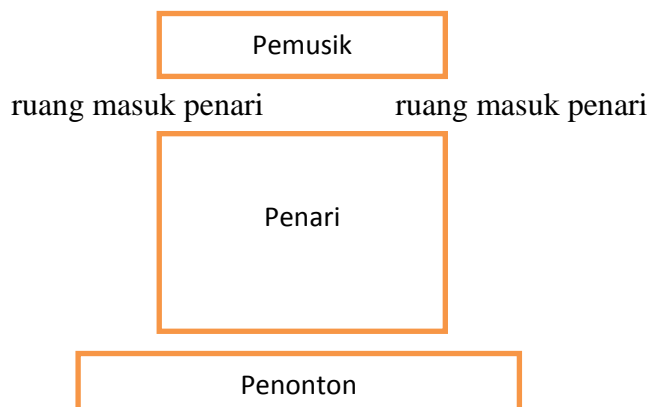 Pemusik
ruang masuk penari ruang masuk penari
Penari
Penonton